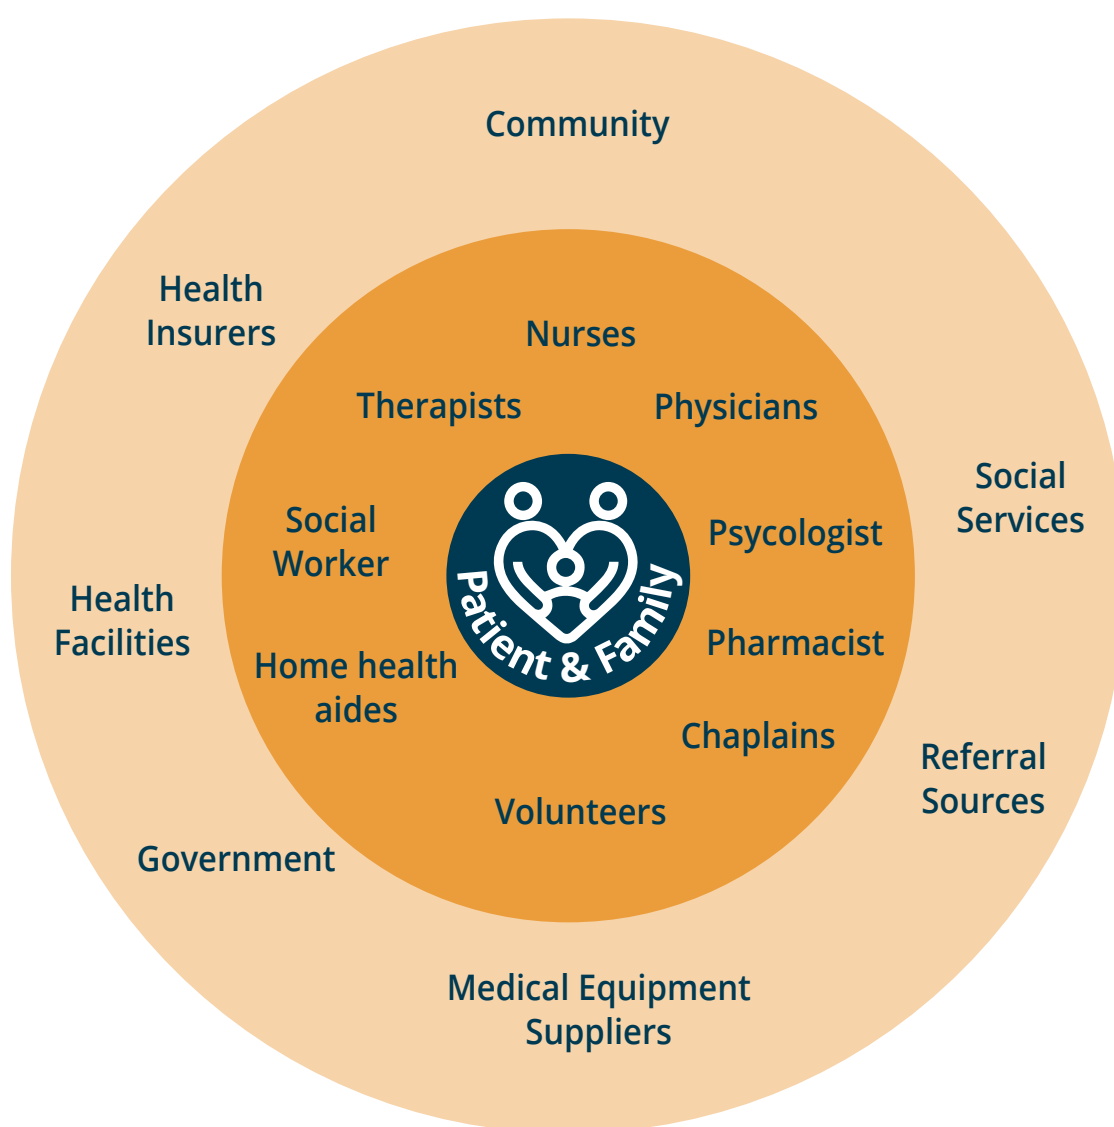 Community
Health
Insurers
Nurses
Therapists
Physicians
Social
Services
Social
Worker
Psycologist
Patient & Family
Health
Facilities
Pharmacist
Home health
aides
Chaplains
Referral
Sources
Volunteers
Government
Medical Equipment
Suppliers